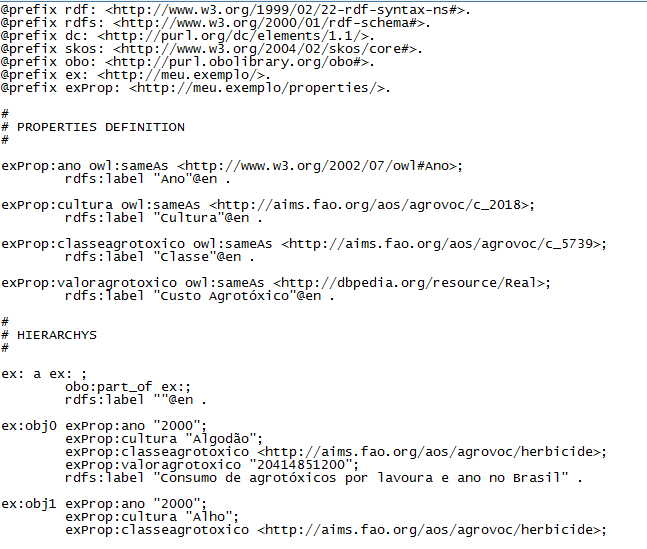 @prefix rdf: <http://www.w3.org/1999/02/22-rdf-syntax-ns#>.
@prefix rdfs: <http://www.w3.org/2000/01/rdf-schema#>.
@prefix dc: <http://purl.org/dc/elements/1.1/>.
@prefix skos: <http://www.w3.org/2004/02/skos/core#>.
@prefix obo: <http://purl.obolibrary.org/obo#>.
@prefix ex: <http://meu.exemplo/>.
@prefix exProp: <http://meu.exemplo/properties/>.
#
# PROPERTIES DEFINITION
#
exProp:ano owl:sameAs <http://www.w3.org/2002/07/owl#Ano>;
rdfs:label "Ano"@en .
exProp:cultura owl:sameAs <http://aims.fao.org/aos/agrovoc/c_2018>;
rdfs:label "Cultura"@en .
exProp:classeagrotoxico owl:sameAs <http://aims.fao.org/aos/agrovoc/c_5739>;
rdfs:label "Classe"@en .
exProp:valoragrotoxico owl:sameAs <http://dbpedia.org/resource/Real>;
rdfs:label "Custo Agrotóxico"@en .
#
# HIERARCHYS
#
ex: a ex: ;
obo:part_of ex:;
rdfs:label ""@en .
ex:obj0 exProp:ano "2000";
exProp:cultura "Algodão";
exProp:classeagrotoxico <http://aims.fao.org/aos/agrovoc/herbicide>;
exProp:valoragrotoxico "20414851200";
rdfs:label "Consumo de agrotóxicos por lavoura e ano no Brasil" .
ex:obj1 exProp:ano "2000";
exProp:cultura "Alho";
exProp:classeagrotoxico <http://aims.fao.org/aos/agrovoc/herbicide>;